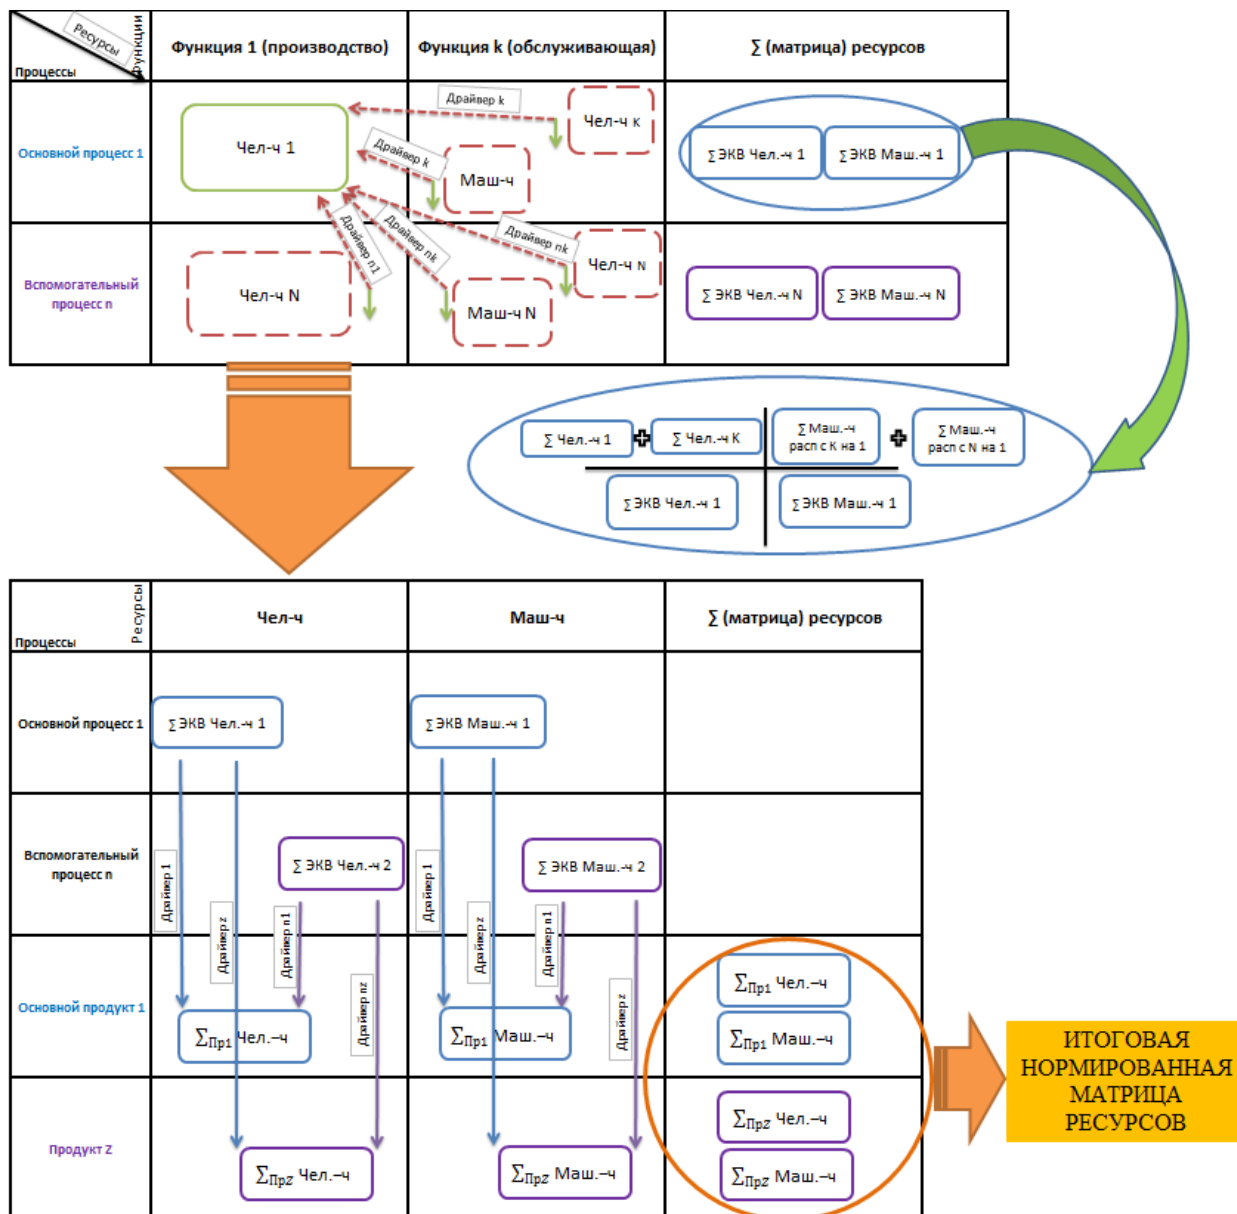 Ресурсы
Функции
Процессы
Функция 1 (производство)
Функция k (обслуживающая)
∑ (матрица) ресурсов
Основной процесс 1
Чел-ч 1
Драйвер k
Чел-ч K
Драйвер k
Маш-ч
∑ ЭКВ Чел.-ч 1
∑ ЭКВ Маш.-ч 1
Вспомогательный
процесс n
Чел-ч N
Драйвер n1
Драйвер nk
Драйвер nk
Чел-ч N
Маш-ч N
∑ ЭКВ Чел.-ч N
∑ ЭКВ Маш.-ч N
∑ Чел.-ч 1
∑ Чел.-ч K
∑ Маш.-ч
расп с K на 1
∑ Маш.-ч
расп с N на 1
∑ ЭКВ Чел.-ч 1
∑ ЭКВ Маш.-ч 1
Ресурсы
Процессы
Чел-ч
Маш-ч
∑ (матрица) ресурсов
Основной процесс 1
∑ ЭКВ Чел.-ч 1
∑ ЭКВ Маш.-ч 1
Вспомогательный
процесс n
∑ ЭКВ Чел.-ч 2
∑ ЭКВ Маш.-ч 2
Драйвер 1
Драйвер z
Драйвер n1
Драйвер nz
Драйвер 1
Драйвер z
Драйвер n1
Драйвер z
Основной продукт 1
∑Пр1 Чел.–ч
∑Пр1 Маш.–ч
∑Пр1 Чел.–ч
∑Пр1 Маш.–ч
Продукт Z
∑ПрZ Чел.–ч
∑ПрZ Маш.–ч
∑ПрZ Чел.–ч
∑ПрZ Маш.–ч
ИТОГОВАЯ
НОРМИРОВАННАЯ
МАТРИЦА
РЕСУРСОВ